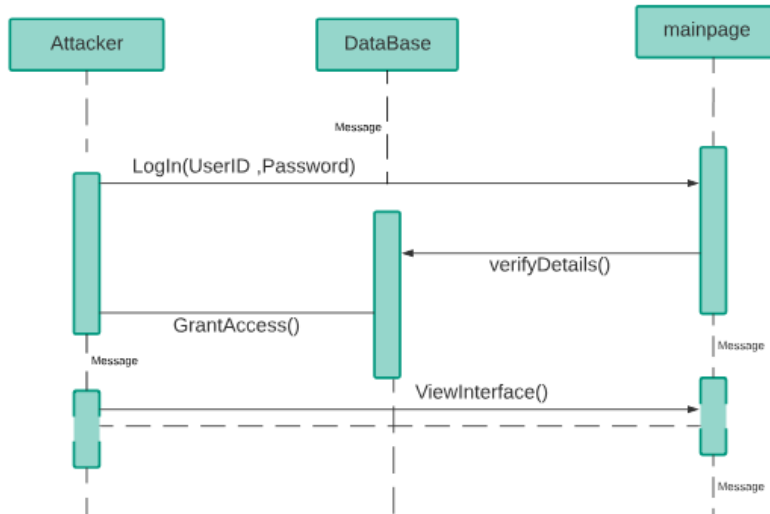 Attacker
DataBase
mainpage
Message
LogIn(UserID ,Password)
verifyDetails()
GrantAccess()
Message
Message
ViewInterface()
Message